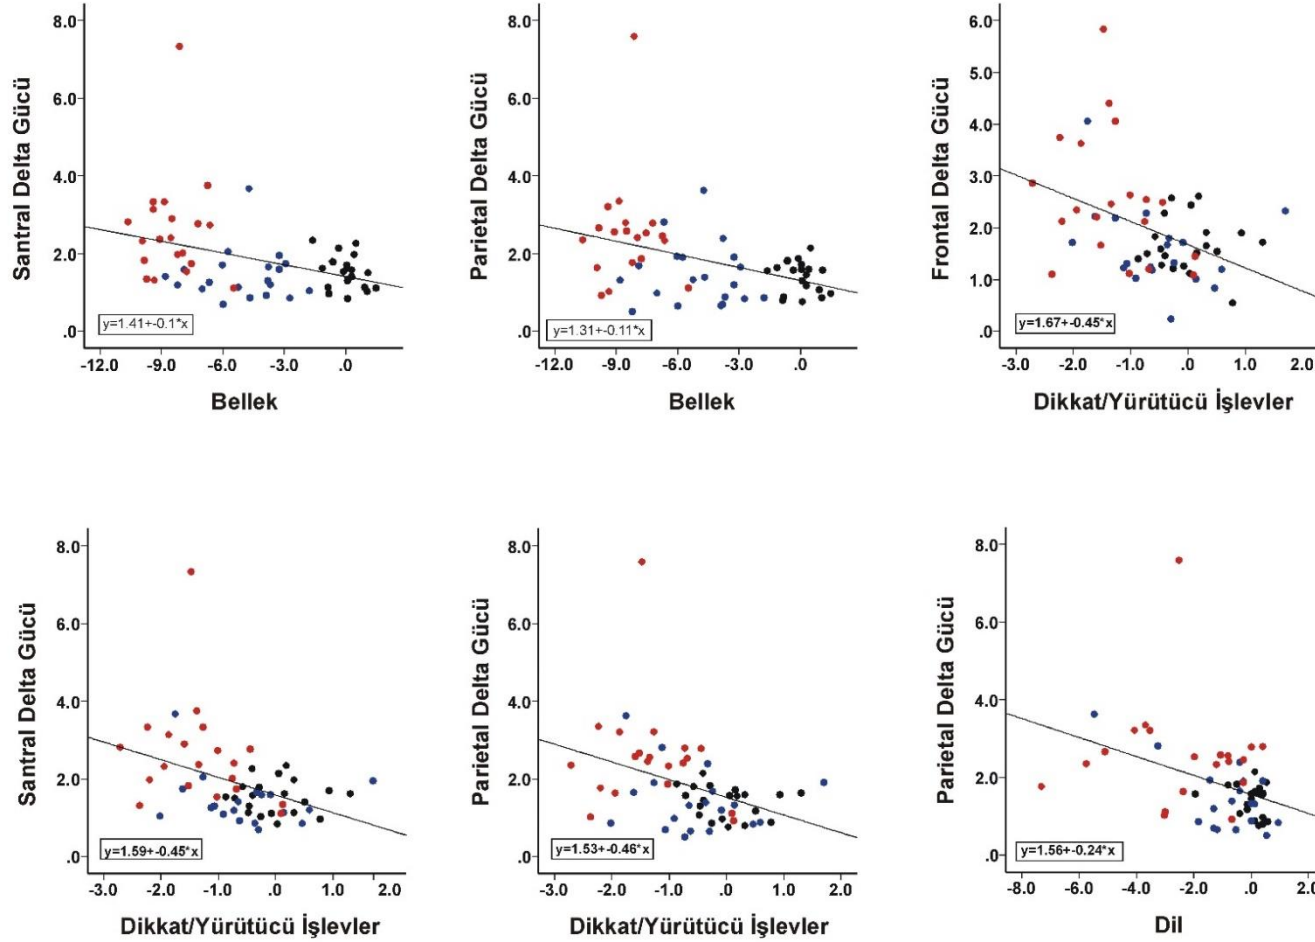 Santral Delta Gücü
8.0
6.0
4.0
2.0
.0
y=1.41+-0.1*x
-12.0 -9.0 -6.0 -3.0 .0
Bellek
Parietal Delta Gücü
8.0
6.0
4.0
2.0
.0
y=1.31+-0.11*x
-12.0 -9.0 -6.0 -3.0 .0
Bellek
Frontal Delta Gücü
6.0
5.0
4.0
3.0
2.0
1.0
.0
y=1.67+-0.45*x
-3.0 -2.0 -1.0 .0 1.0 2.0
Dikkat/Yürütücü İşlevler
Santral Delta Gücü
8.0
6.0
4.0
2.0
.0
y=1.59+-0.45*x
-3.0 -2.0 -1.0 .0 1.0 2.0
Dikkat/Yürütücü İşlevler
Parietal Delta Gücü
8.0
6.0
4.0
2.0
.0
y=1.53+-0.46*x
-3.0 -2.0 -1.0 .0 1.0 2.0
Dikkat/Yürütücü İşlevler
Parietal Delta Gücü
8.0
6.0
4.0
2.0
.0
y=1.56+-0.24*x
-8.0 -6.0 -4.0 -2.0 .0 2.0
Dil